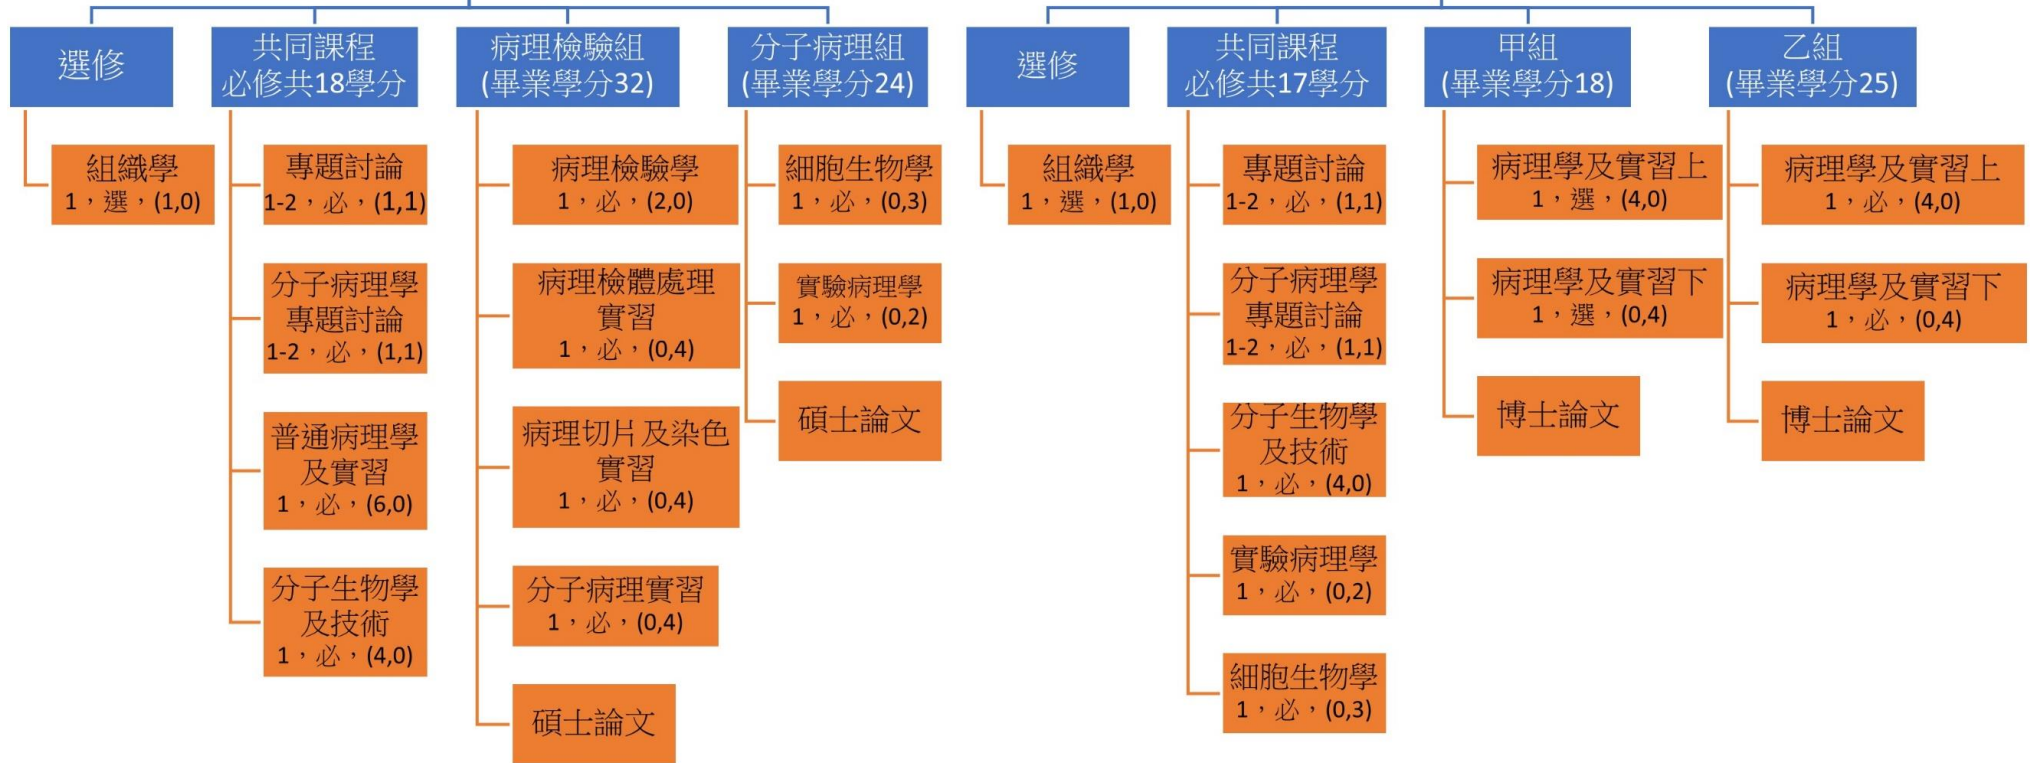 選修
組織學
1，選，(1,0)
共同課程
必修共18學分
專題討論
1-2，必，(1,1)
分子病理學
專題討論
1-2，必，(1,1)
普通病理學
及實習
1，必，(6,0)
分子生物學
及技術
1，必，(4,0)
病理檢驗組
(畢業學分32)
病理檢驗學
1，必，(2,0)
病理檢體處理
實習
1，必，(0,4)
病理切片及染色
實習
1，必，(0,4)
分子病理實習
1，必，(0,4)
碩士論文
分子病理組
(畢業學分24)
細胞生物學
1，必，(0,3)
實驗病理學
1，必，(0,2)
碩士論文
選修
組織學
1，選，(1,0)
共同課程
必修共17學分
專題討論
1-2，必，(1,1)
分子病理學
專題討論
1-2，必，(1,1)
分子生物學
及技術
1，必，(4,0)
實驗病理學
1，必，(0,2)
細胞生物學
1，必，(0,3)
甲組
(畢業學分18)
病理學及實習上
1，選，(4,0)
病理學及實習下
1，選，(0,4)
博士論文
乙組
(畢業學分25)
病理學及實習上
1，必，(4,0)
病理學及實習下
1，必，(0,4)
博士論文